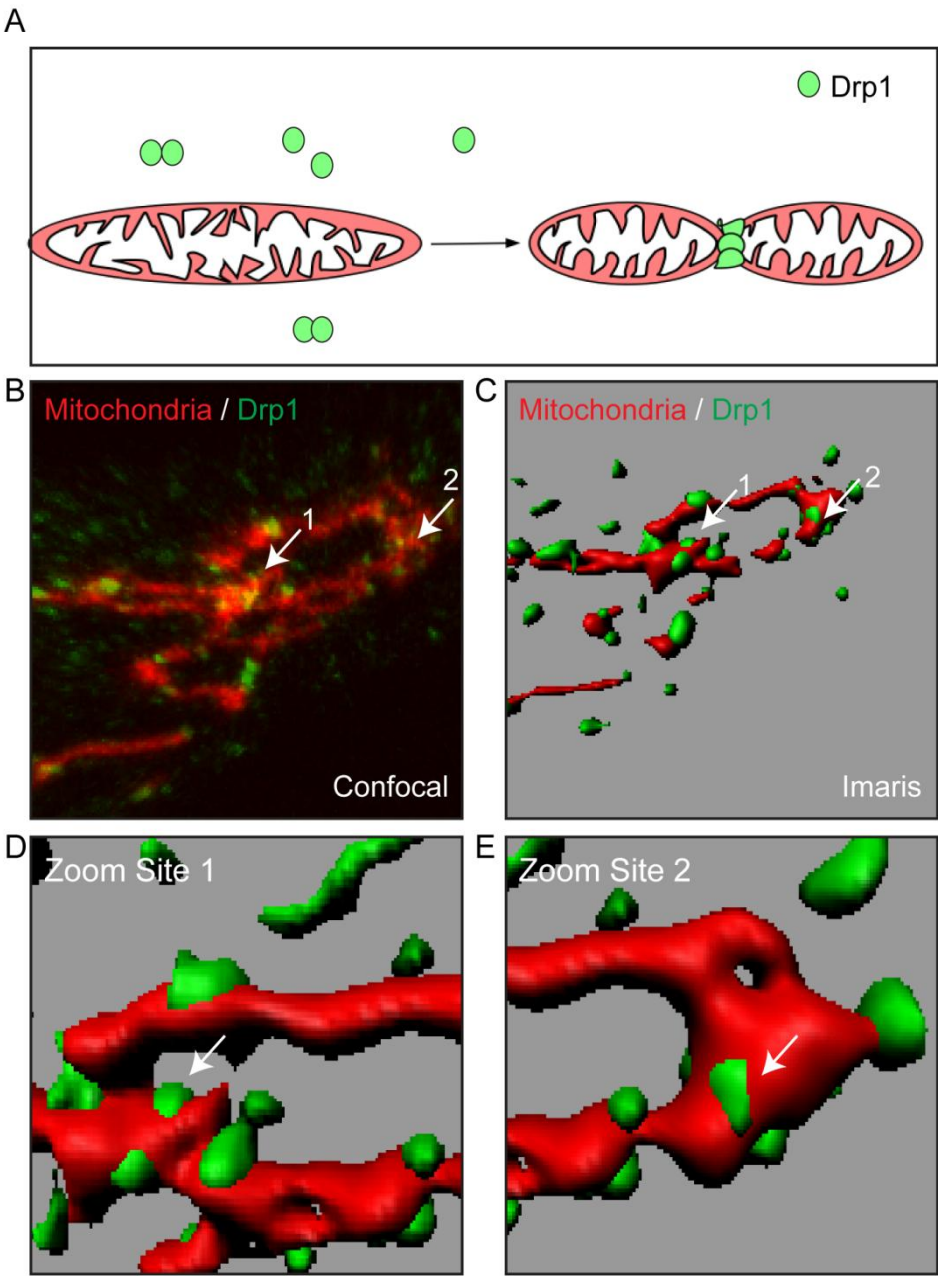 A
Drp1
B
Mitochondria / Drp1
1
2
Confocal
C
Mitochondria / Drp1
1
2
Imaris
D
Zoom Site 1
E
Zoom Site 2